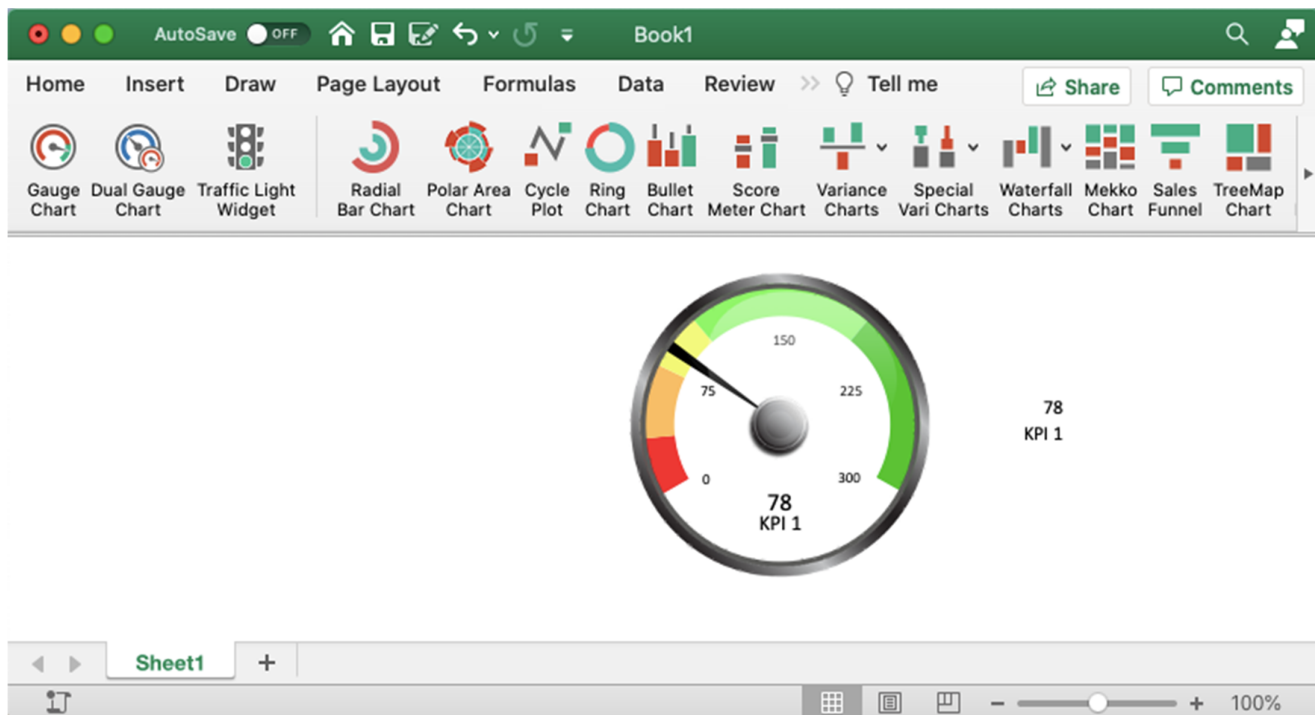 AutoSave OFF Book1
Home Insert Draw Page Layout Formulas Data Review Tell me Share Comments
Gauge Chart
Dual Gauge Chart
Traffic Light Widget
Radial Bar Chart
Polar Area Chart
Cycle Plot
Ring Chart
Bullet Chart
Score Meter Chart
Variance Charts
Special Vari Charts
Waterfall Charts
Mekko Chart
Sales Funnel
TreeMap Chart
150
75 225
0 300
78
KPI 1
78
KPI 1
Sheet1
100%